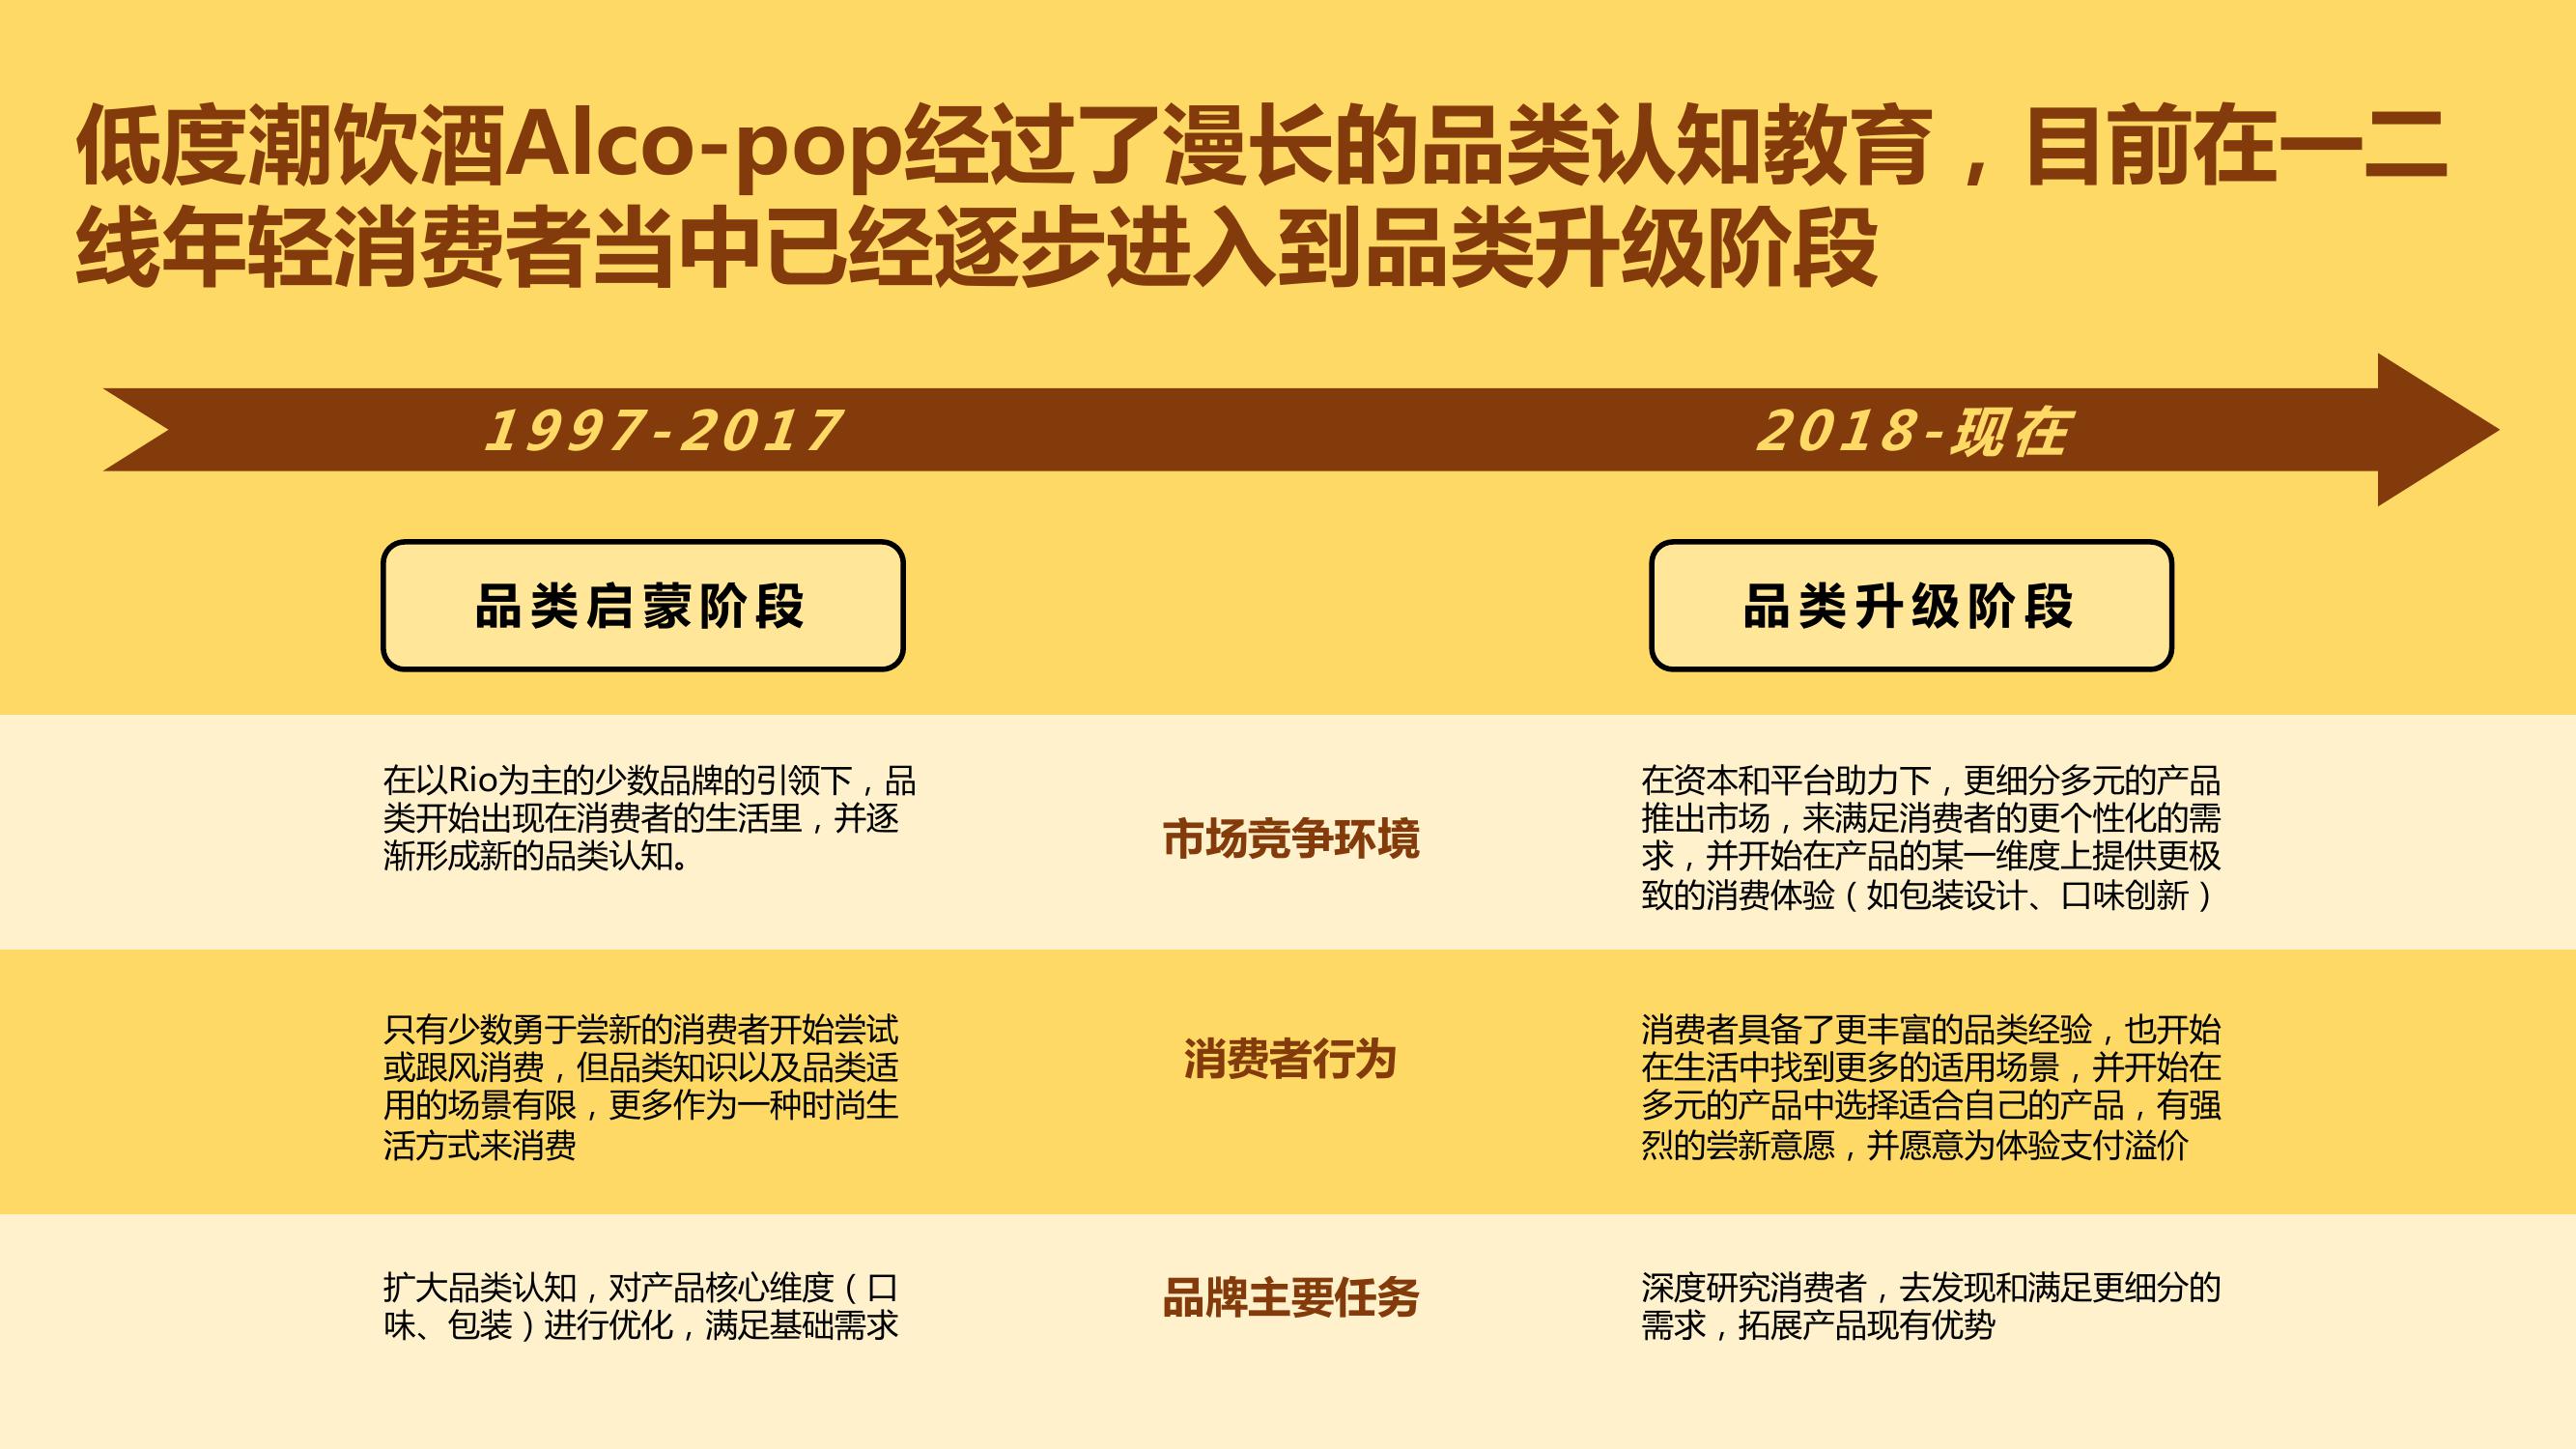 低度潮饮酒Alco-pop经过了漫长的品类认知教育，目前在一二
线年轻消费者当中已经逐步进入到品类升级阶段
1997-2017
2018-现在
品类启蒙阶段
品类升级阶段
在以Rio为主的少数品牌的引领下，品
类开始出现在消费者的生活里，并逐
渐形成新的品类认知。
市场竞争环境
在资本和平台助力下，更细分多元的产品
推出市场，来满足消费者的更个性化的需
求，并开始在产品的某一维度上提供更极
致的消费体验（如包装设计、口味创新）
只有少数勇于尝新的消费者开始尝试
或跟风消费，但品类知识以及品类适
用的场景有限，更多作为一种时尚生
活方式来消费
消费者行为
消费者具备了更丰富的品类经验，也开始
在生活中找到更多的适用场景，并开始在
多元的产品中选择适合自己的产品，有强
烈的尝新意愿，并愿意为体验支付溢价
扩大品类认知，对产品核心维度（口
味、包装）进行优化，满足基础需求
品牌主要任务
深度研究消费者，去发现和满足更细分的
需求，拓展产品现有优势